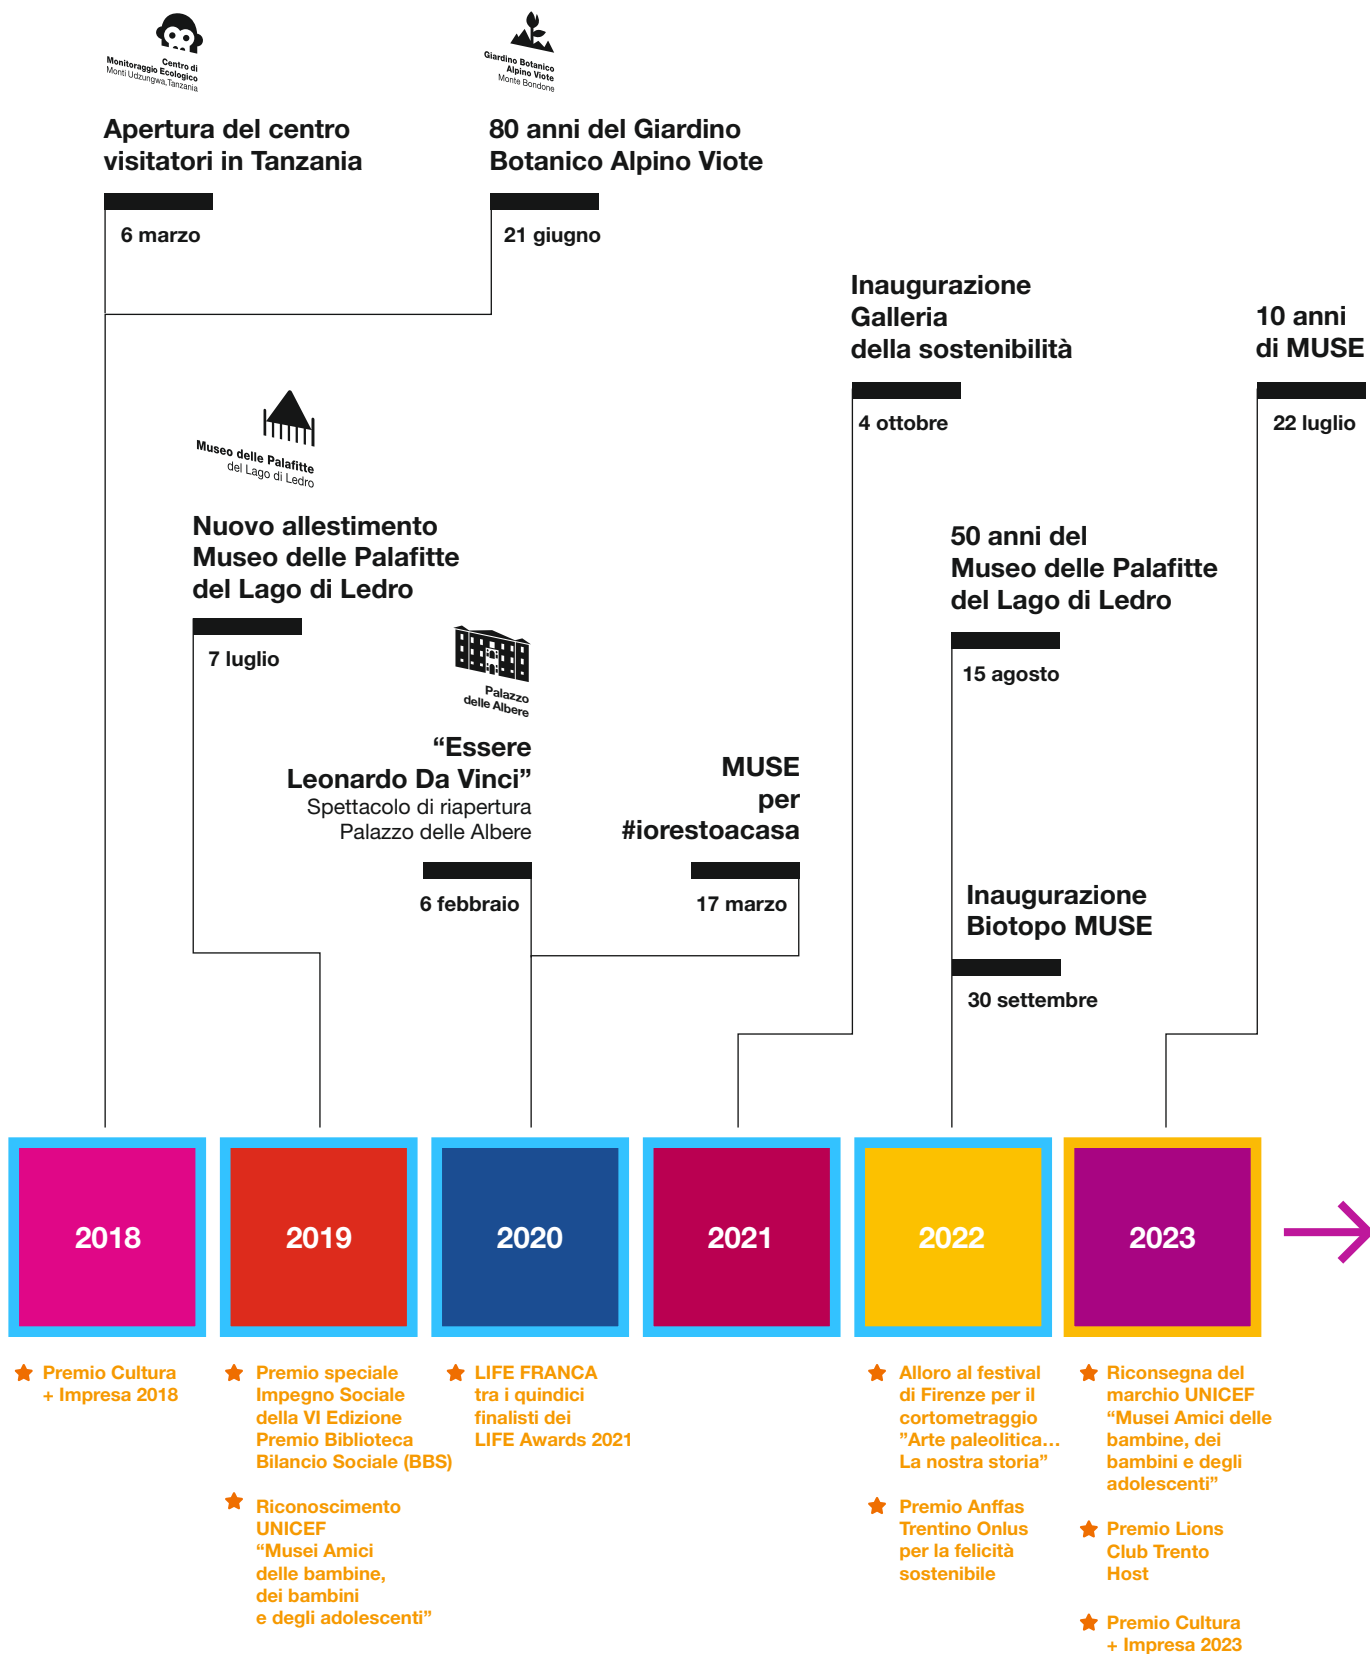 Centro di
Monitoraggio Ecologico
Monti Udzungwa, Tanzania
Apertura del centro
visitatori in Tanzania
6 marzo
Giardino Botanico
Alpino Viote
Monte Bondone
80 anni del Giardino
Botanico Alpino Viote
21 giugno
Inaugurazione
Galleria
della sostenibilità
4 ottobre
10 anni
di MUSE
22 luglio
Museo delle Palafitte
del Lago di Ledro
Nuovo allestimento
Museo delle Palafitte
del Lago di Ledro
7 luglio
50 anni del
Museo delle Palafitte
del Lago di Ledro
15 agosto
Palazzo
delle Albere
“Essere
Leonardo Da Vinci”
Spettacolo di riapertura
Palazzo delle Albere
6 febbraio
MUSE
per
#iorestoacasa
17 marzo
Inaugurazione
Biotopo MUSE
30 settembre
2018
2019
2020
2021
2022
2023
Premio Cultura
+ Impresa 2018
Premio speciale
Impegno Sociale
della VI Edizione
Premio Biblioteca
Bilancio Sociale (BBS)
Riconoscimento
UNICEF
“Musei Amici
delle bambine,
dei bambini
e degli adolescenti”
LIFE FRANCA
tra i quindici
finalisti dei
LIFE Awards 2021
Alloro al festival
di Firenze per il
cortometraggio
”Arte paleolitica…
La nostra storia”
Premio Anffas
Trentino Onlus
per la felicità
sostenibile
Riconsegna del
marchio UNICEF
“Musei Amici delle
bambine, dei
bambini e degli
adolescenti”
Premio Lions
Club Trento
Host
Premio Cultura
+ Impresa 2023